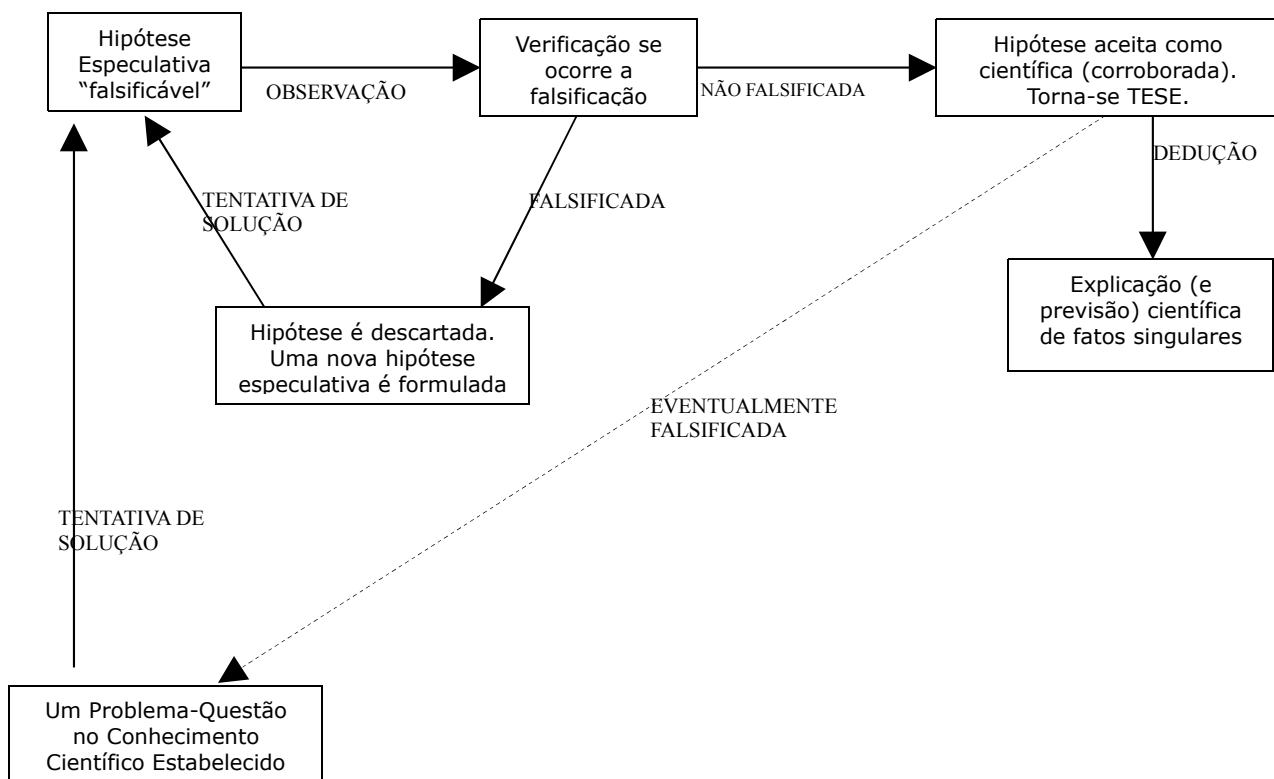 Hipótese
Especulativa
“falsificável”
OBSERVAÇÃO
Verificação se
ocorre a
falsificação
NÃO FALSIFICADA
Hipótese aceita como
científica (corroborada).
Torna-se TESE.
DEDUÇÃO
TENTATIVA DE
SOLUÇÃO
FALSIFICADA
Explicação (e
previsão) científica
de fatos singulares
Hipótese é descartada.
Uma nova hipótese
especulativa é formulada
EVENTUALMENTE
FALSIFICADA
TENTATIVA DE
SOLUÇÃO
Um Problema-Questão
no Conhecimento
Científico Estabelecido